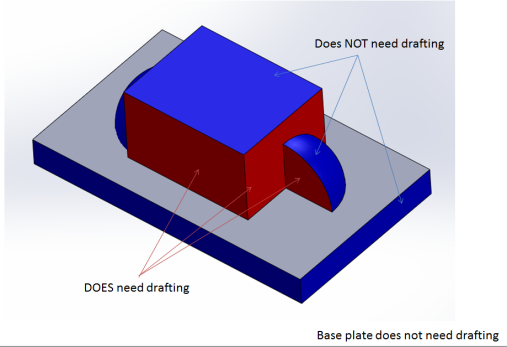 Does NOT need drafting
DOES need drafting
Base plate does not need drafting